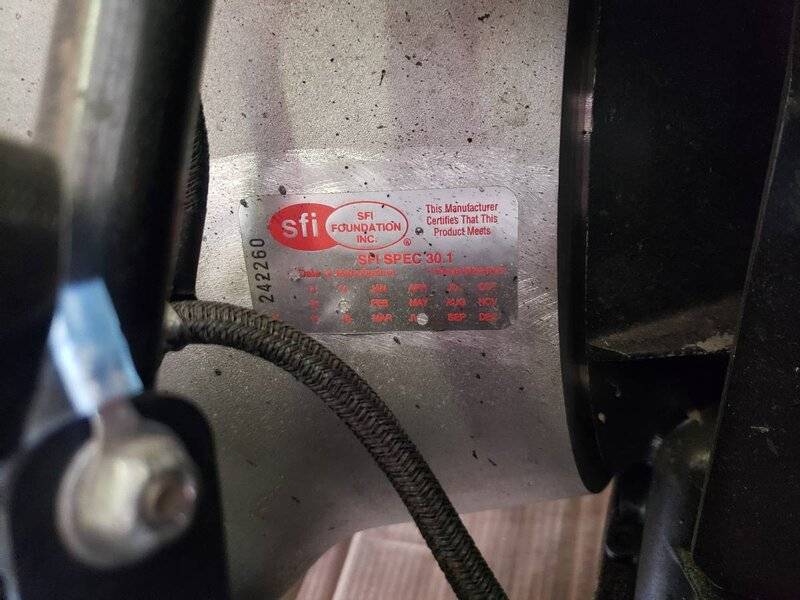 sfi
SFI
FOUNDATION
INC.
®
This Manufacturer
Certifies That This
Product Meets
SFI SPEC 30.1
242260
JAN APR JUL OCT
FEB MAY AUG NOV
MAR SEP DEC